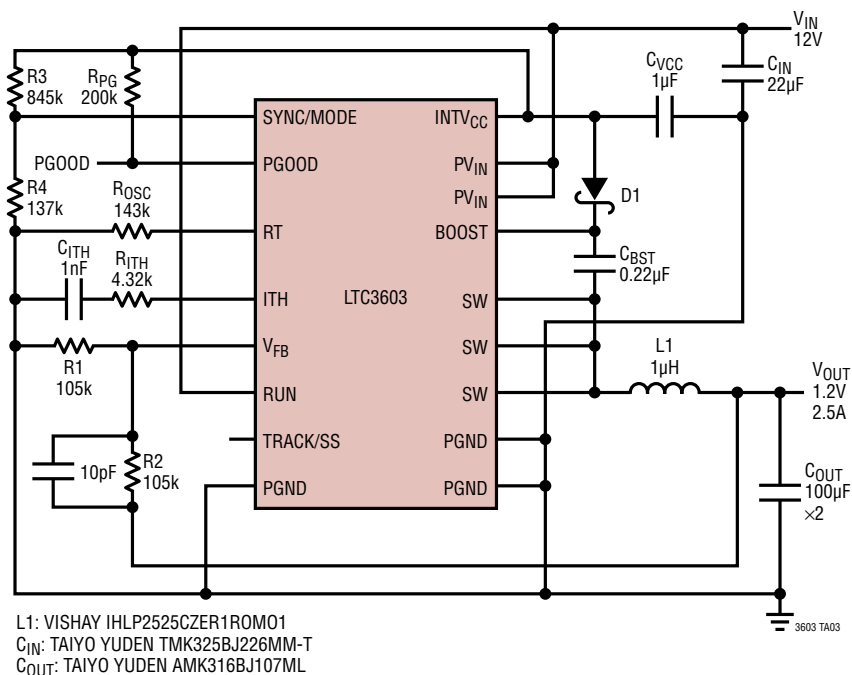 VIN
12V
R3
845k
RPG
200k
CVCC
1µF
CIN
22µF
SYNC/MODE
INTVCC
PGOOD
PGOOD
PVIN
PVIN
R4
137k
ROSC
143k
D1
RT
BOOST
CITH
1nF
RITH
4.32k
CBST
0.22µF
ITH
LTC3603
SW
VFB
SW
R1
105k
L1
1µH
RUN
SW
VOUT
1.2V
2.5A
TRACK/SS
PGND
10pF
R2
105k
PGND
PGND
COUT
100µF
×2
3603 TA03
L1: VISHAY IHLP2525CZER1ROMO1
CIN: TAIYO YUDEN TMK325BJ226MM-T
COUT: TAIYO YUDEN AMK316BJ107ML